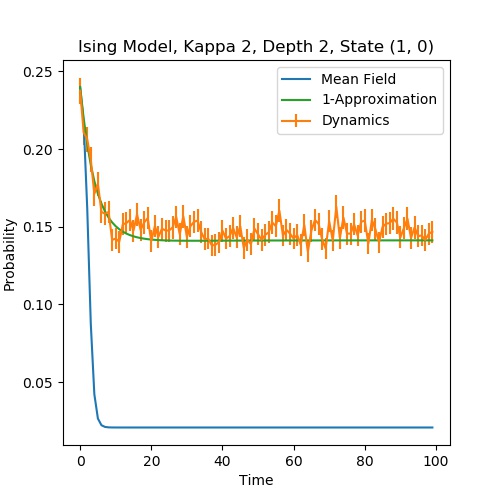 Ising Model, Kappa 2, Depth 2, State (1, 0)
Mean Field
1-Approximation
Dynamics
Probability
0.25
0.20
0.15
0.10
0.05
0 20 40 60 80 100
Time